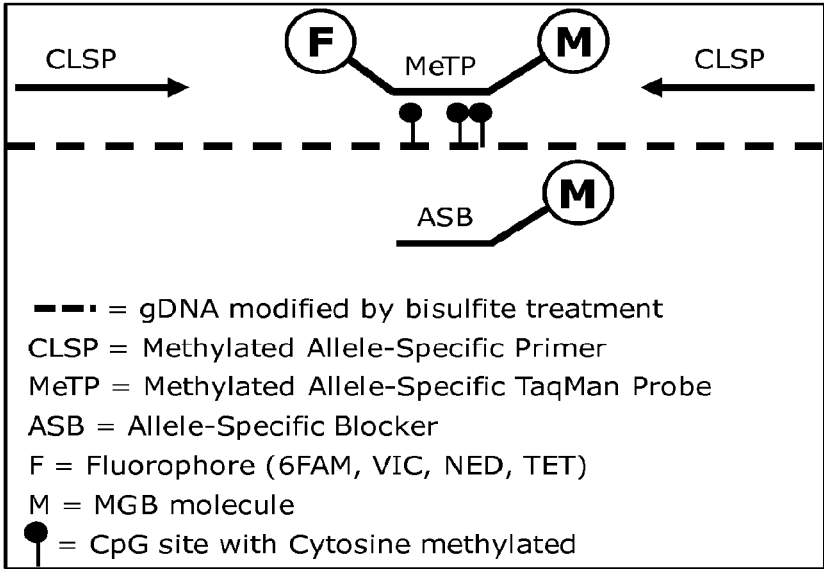 CLSP
F
MeTP
M
CLSP
ASB
M
= gDNA modified by bisulfite treatment
CLSP = Methylated Allele-Specific Primer
MeTP = Methylated Allele-Specific TaqMan Probe
ASB = Allele-Specific Blocker
F = Fluorophore (6FAM, VIC, NED, TET)
M = MGB molecule
= CpG site with Cytosine methylated